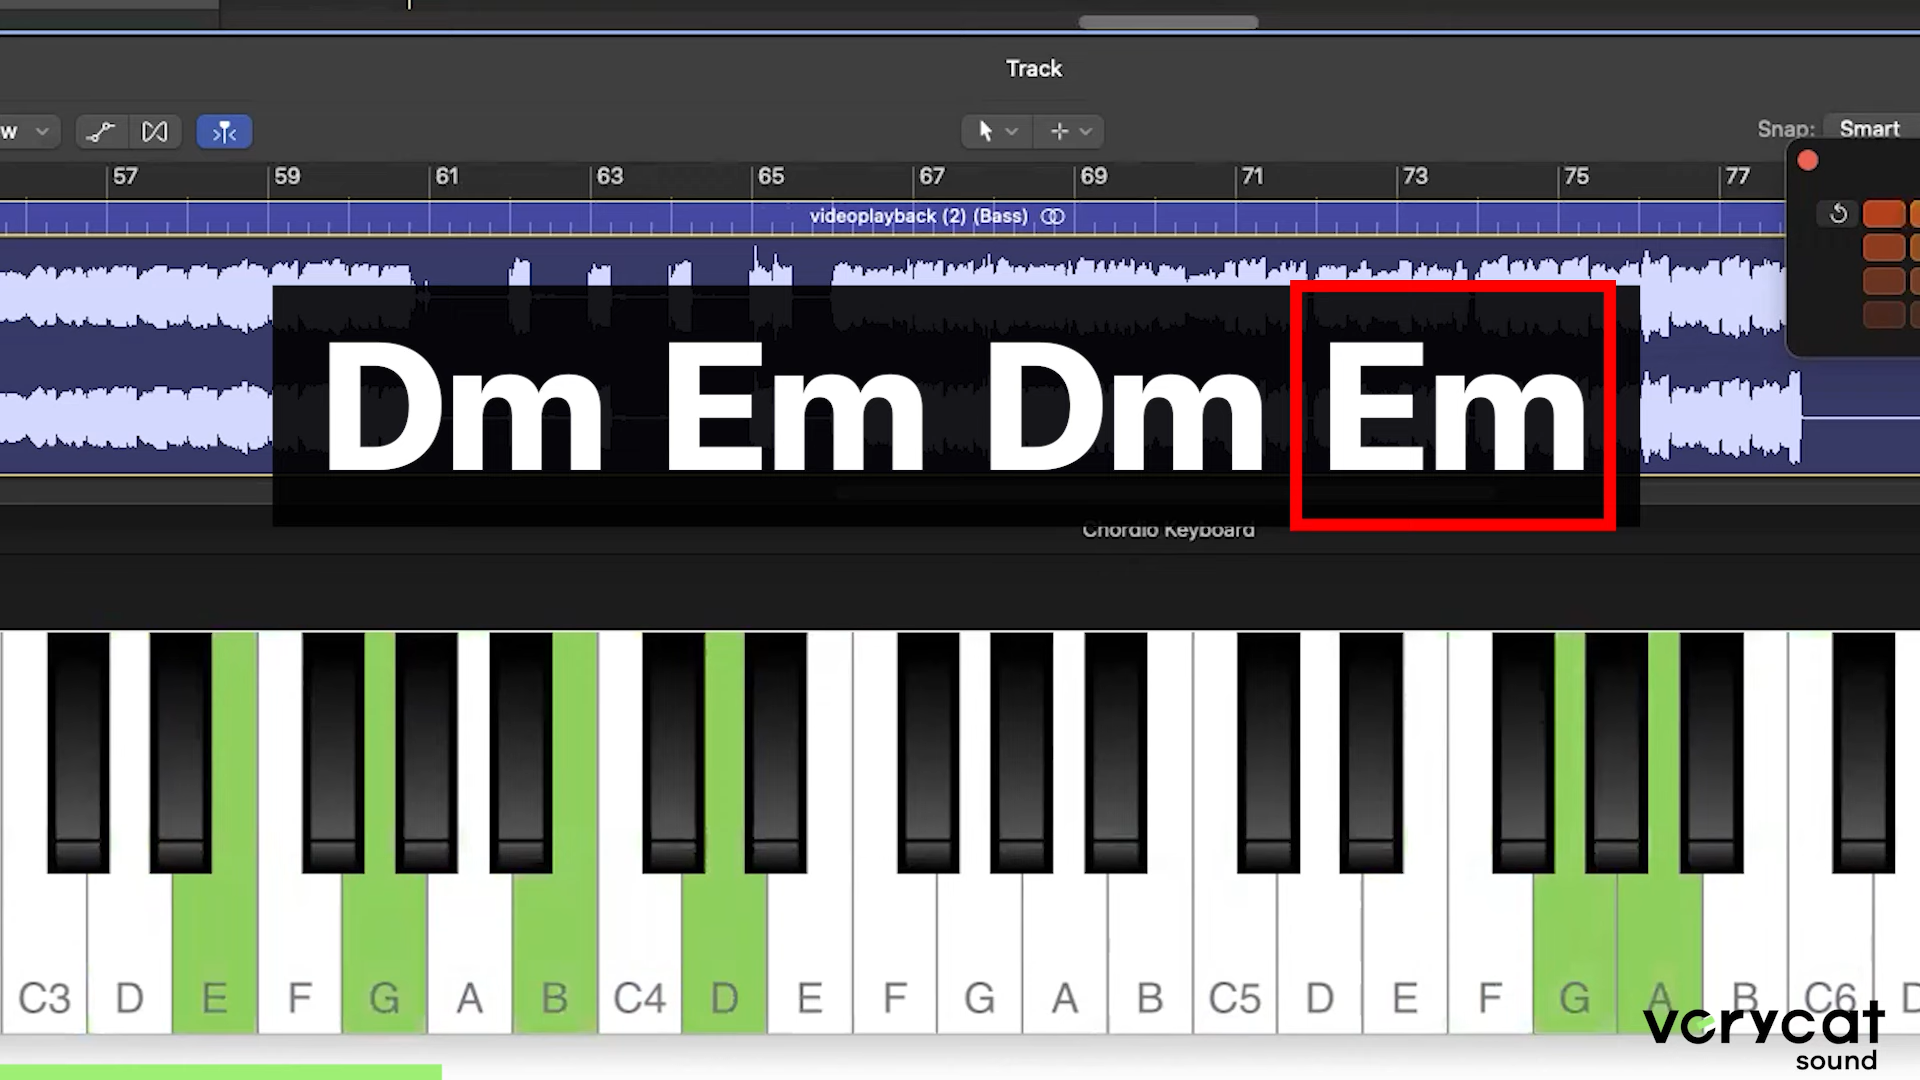 Track
w
Snap: Smart
57 59 61 63 65 67 69 71 73 75 77
videoplayback (2) (Bass)
Dm Em Dm Em
Chordio Keyboard
C3 D E F G A B C4 D E F G A B C5 D E F G A B C6 D
verycat
sound